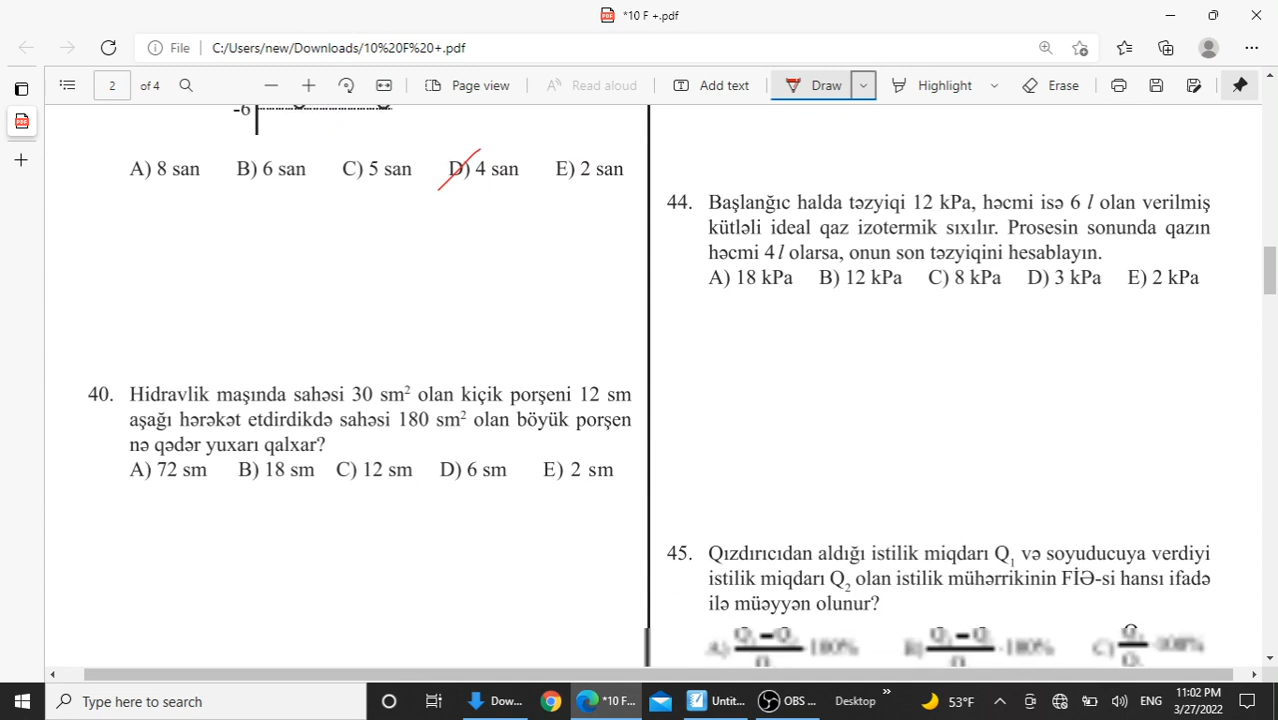 *10 F +.pdf
File C:/Users/new/Downloads/10%20F%20+.pdf
2 of 4 Page view Read aloud Add text Draw Highlight Erase
-6
A) 8 san B) 6 san C) 5 san D) 4 san E) 2 san
40. Hidravlik maşında sahəsi 30 sm² olan kiçik porşeni 12 sm
aşağı hərəkət etdirdikdə sahəsi 180 sm² olan böyük porşen
nə qədər yuxarı qalxar?
A) 72 sm B) 18 sm C) 12 sm D) 6 sm E) 2 sm
44. Başlanğıc halda təzyiqi 12 kPa, həcmi isə 6 l olan verilmiş
kütləli ideal qaz izotermik sıxılır. Prosesin sonunda qazın
həcmi 4 l olarsa, onun son təzyiqini hesablayın.
A) 18 kPa B) 12 kPa C) 8 kPa D) 3 kPa E) 2 kPa
45. Qızdırıcıdan aldığı istilik miqdarı Q₁ və soyuducuya verdiyi
istilik miqdarı Q₂ olan istilik mühərrikinin FİƏ-si hansı ifadə
ilə müəyyən olunur?
Type here to search Dow... *10 F... Untit... OBS ... Desktop 53°F ENG 11:02 PM
3/27/2022